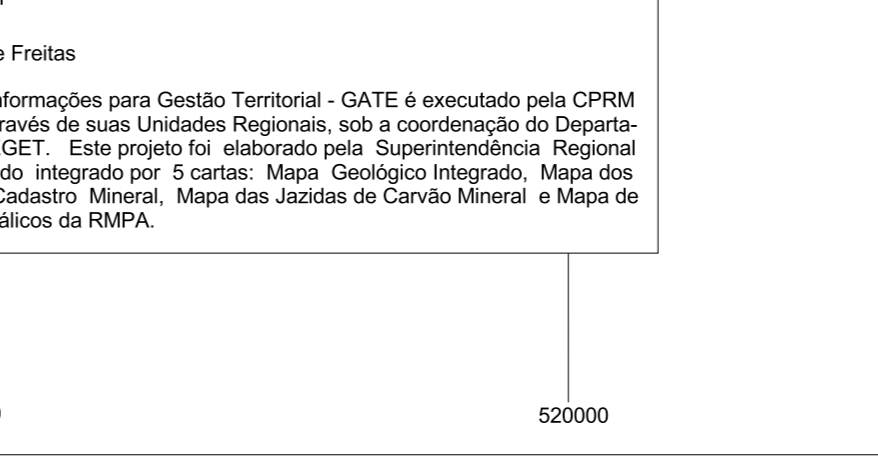 e Freitas
nformações para Gestão Territorial - GATE é executado pela CPRM
ravés de suas Unidades Regionais, sob a coordenação do Departa-
GET. Este projeto foi elaborado pela Superintendência Regional
do integrado por 5 cartas: Mapa Geológico Integrado, Mapa dos
Cadastro Mineral, Mapa das Jazidas de Carvão Mineral e Mapa de
álicos da RMPA.
520000